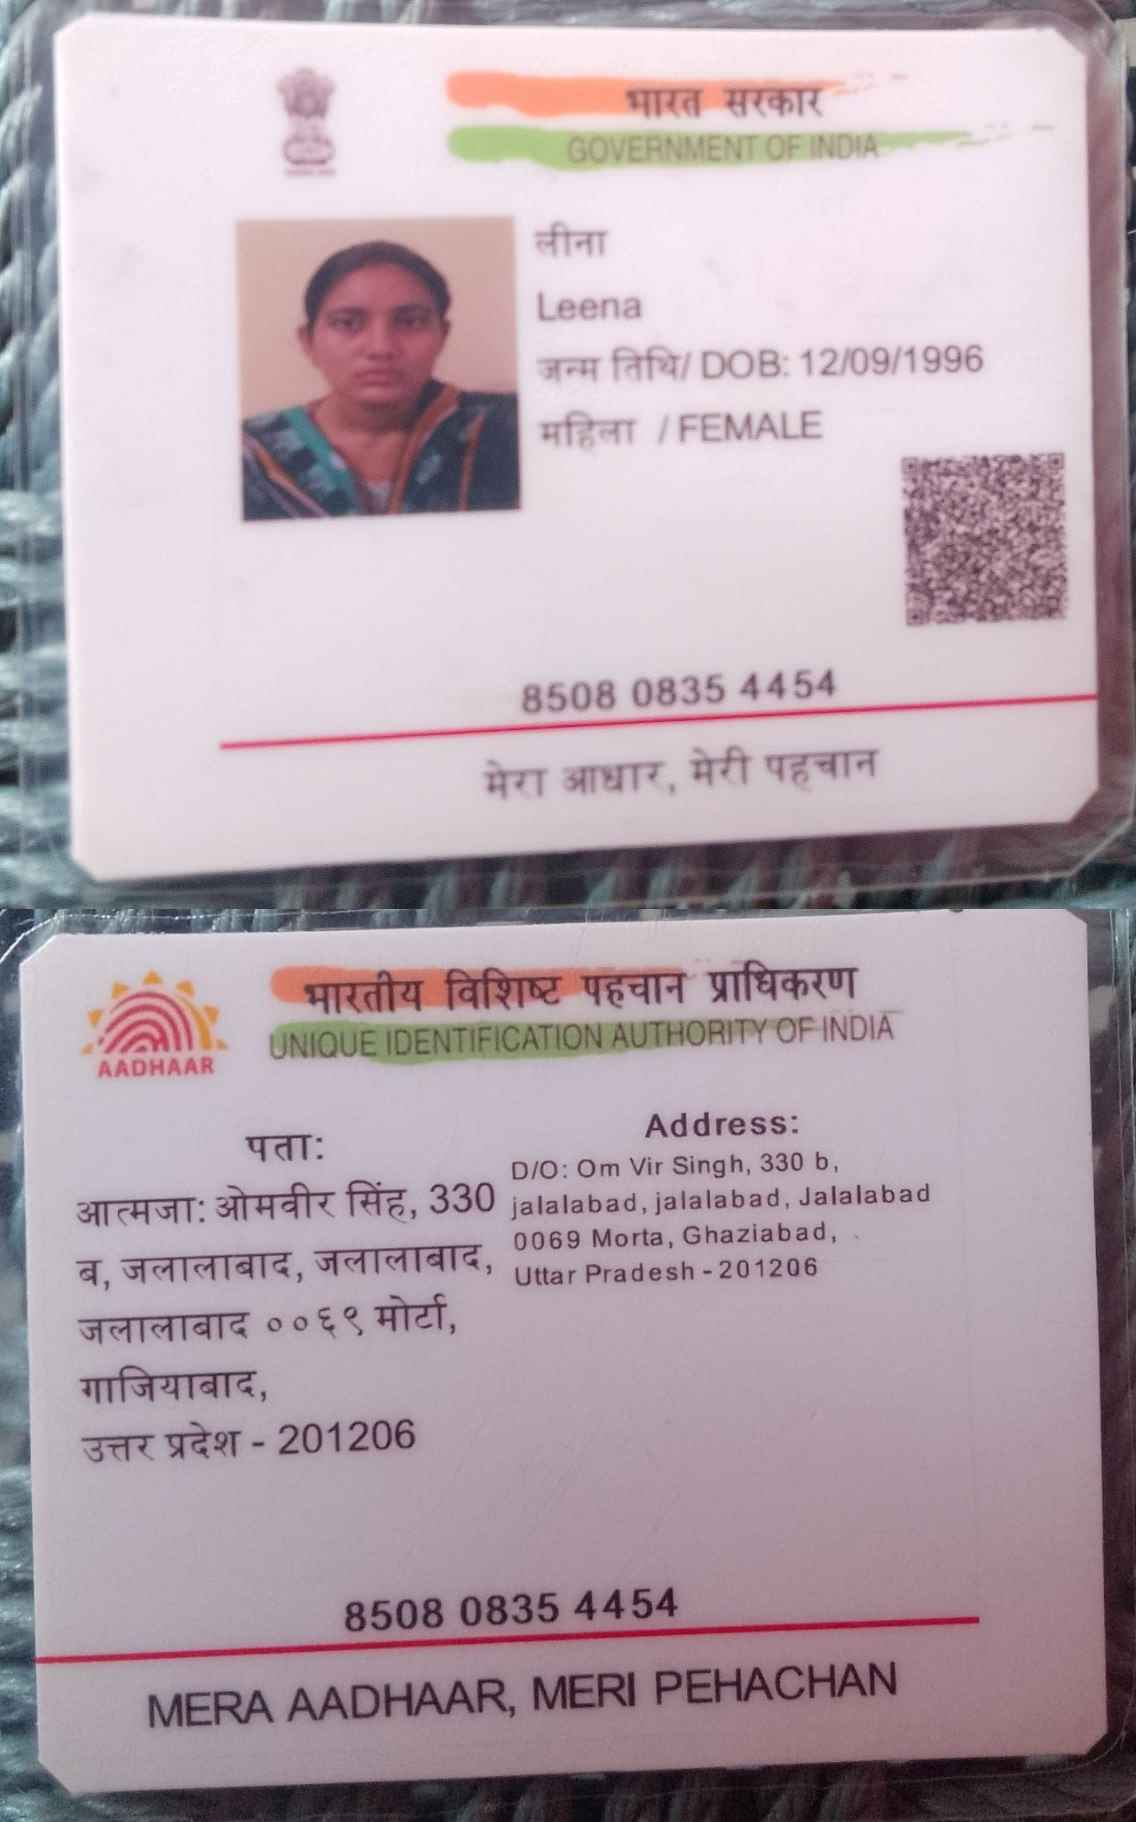 भारत सरकार
GOVERNMENT OF INDIA
लीना
Leena
जन्म तिथि/ DOB: 12/09/1996
महिला / FEMALE
8508 0835 4454
मेरा आधार, मेरी पहचान
भारतीय विशिष्ट पहचान प्राधिकरण
UNIQUE IDENTIFICATION AUTHORITY OF INDIA
AADHAAR
पता:
आत्मजा: ओमवीर सिंह, 330
ब, जलालाबाद, जलालाबाद,
जलालाबाद ००६९ मोर्टा,
गाजियाबाद,
उत्तर प्रदेश - 201206
Address:
D/O: Om Vir Singh, 330 b,
jalalabad, jalalabad, Jalalabad
0069 Morta, Ghaziabad,
Uttar Pradesh - 201206
8508 0835 4454
MERA AADHAAR, MERI PEHACHAN